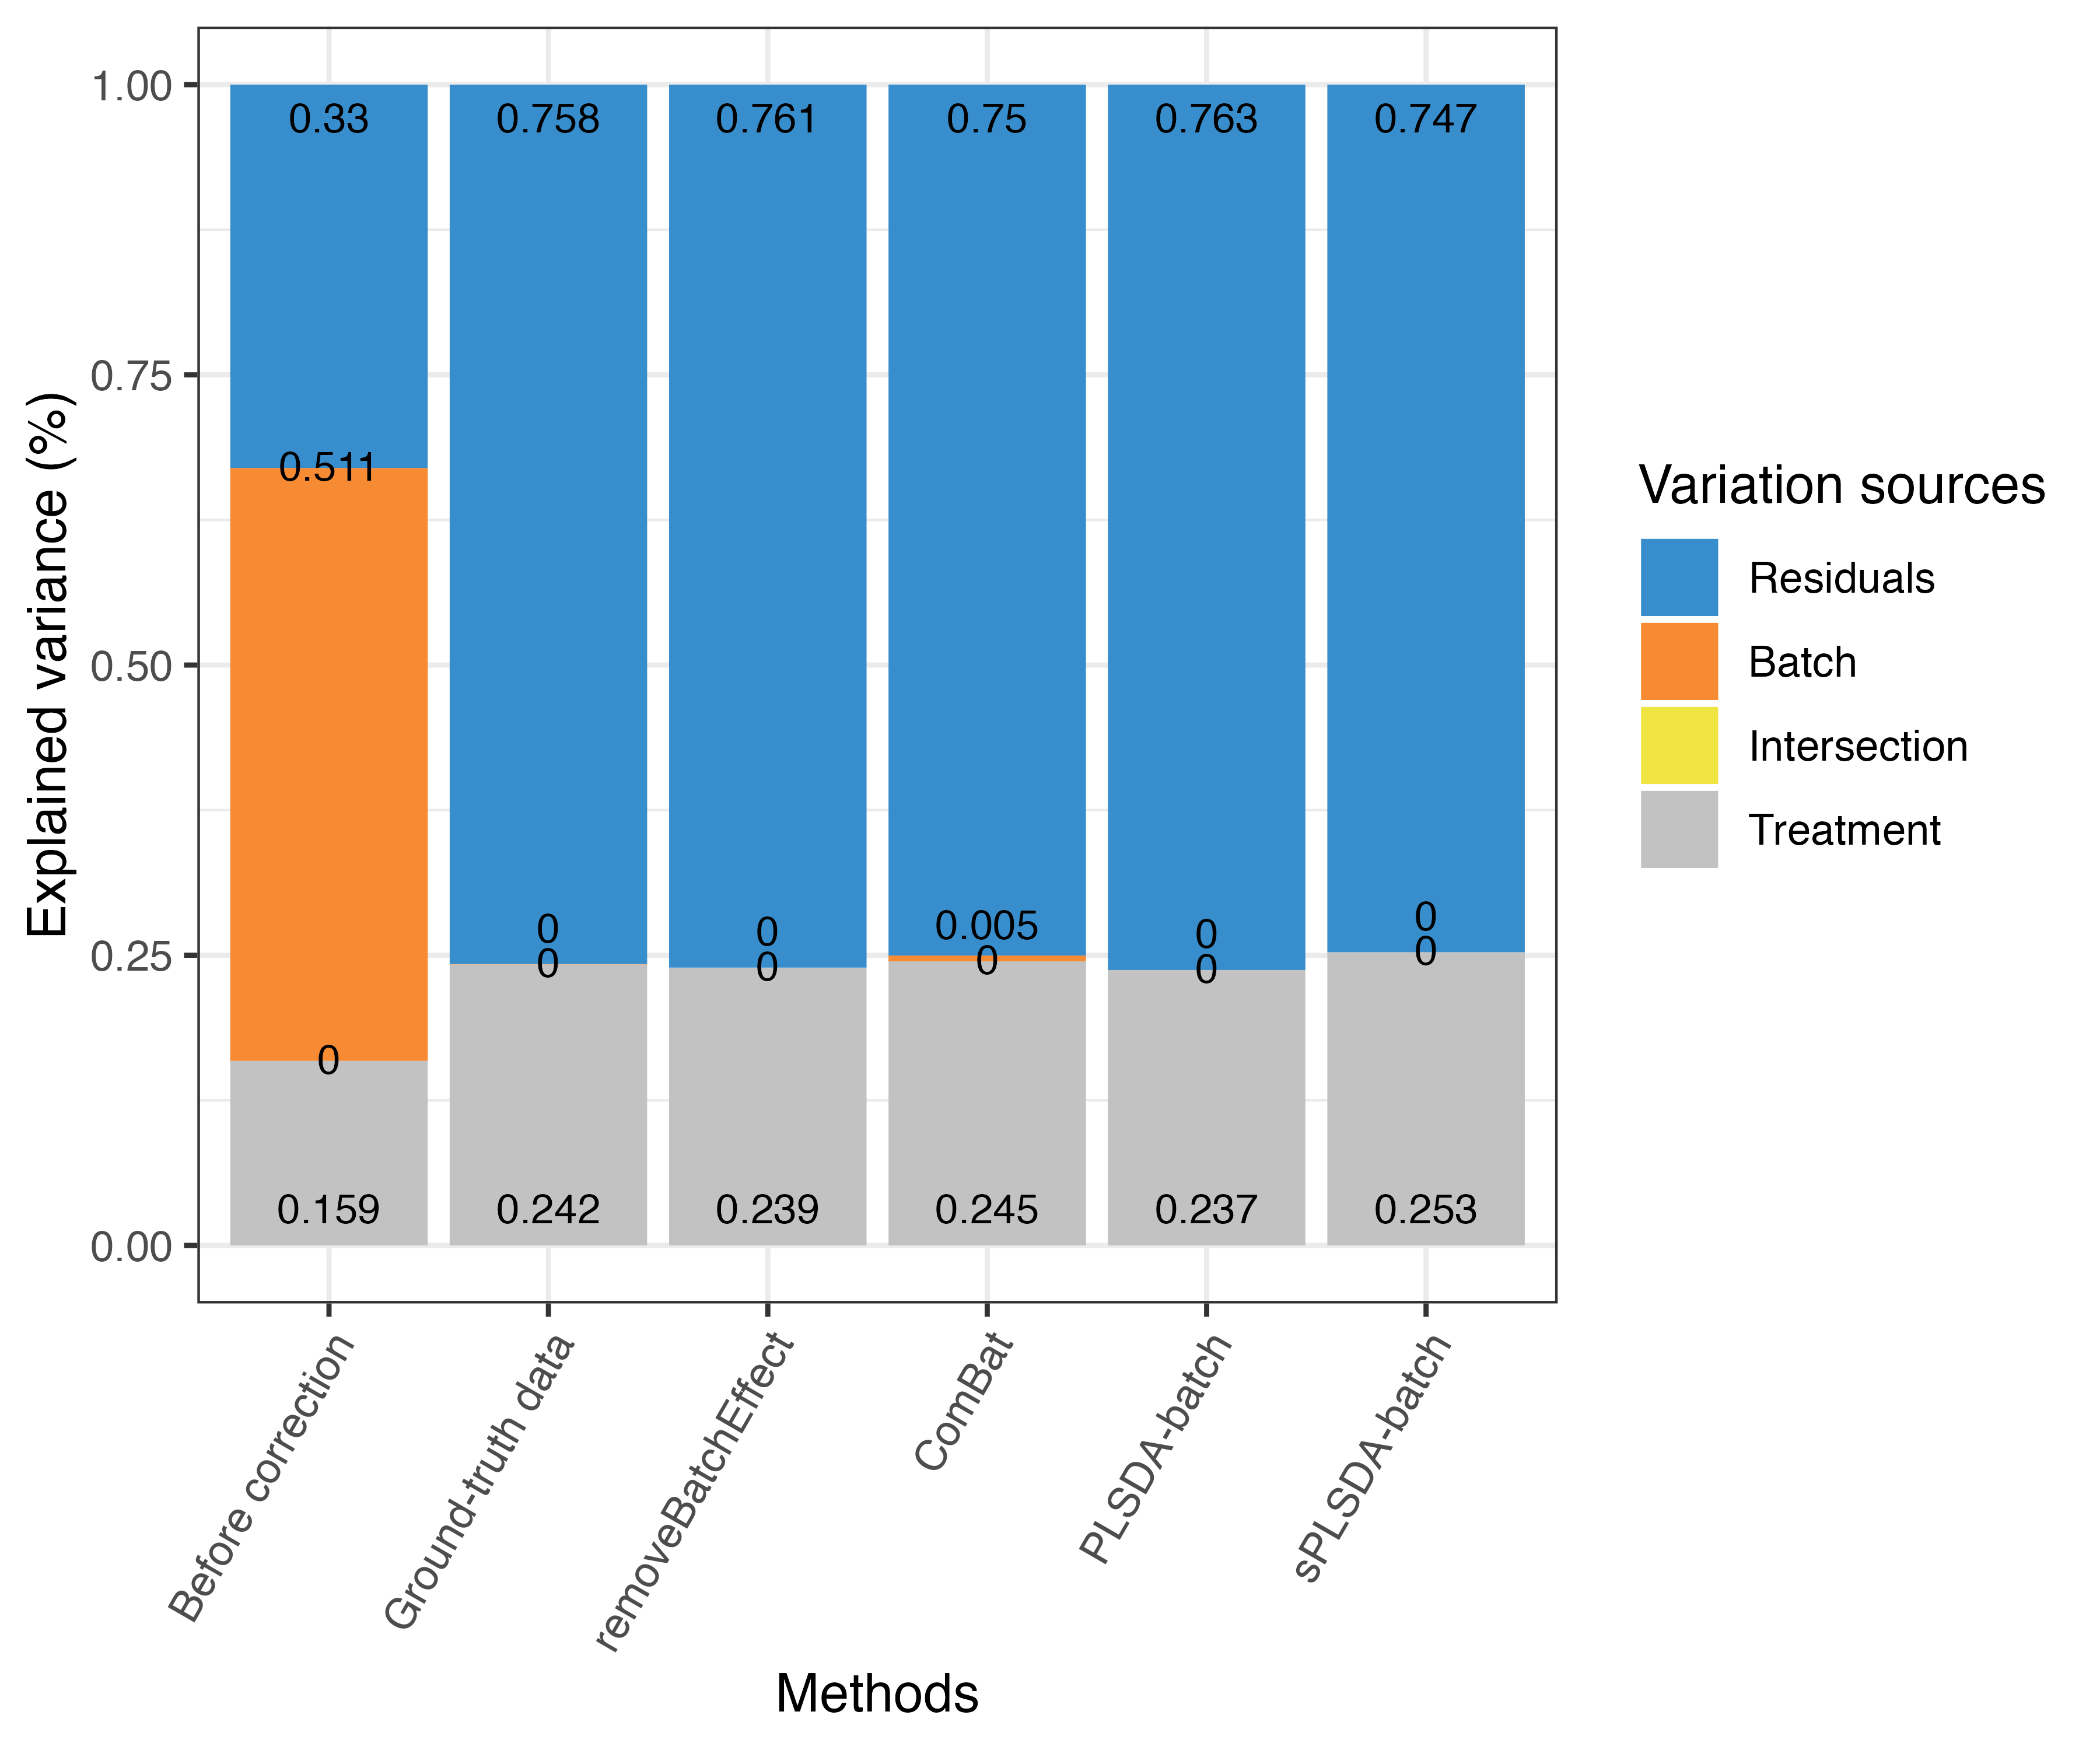 Explained variance (%)
1.00
0.75
0.50
0.25
0.00
0.33 0.758 0.761 0.75 0.763 0.747
0.511
0 0 0.005 0 0
0 0 0 0 0
0
0.159 0.242 0.239 0.245 0.237 0.253
Before correction
Ground-truth data
removeBatchEffect
ComBat
PLSDA-batch
sPLSDA-batch
Methods
Variation sources
Residuals
Batch
Intersection
Treatment